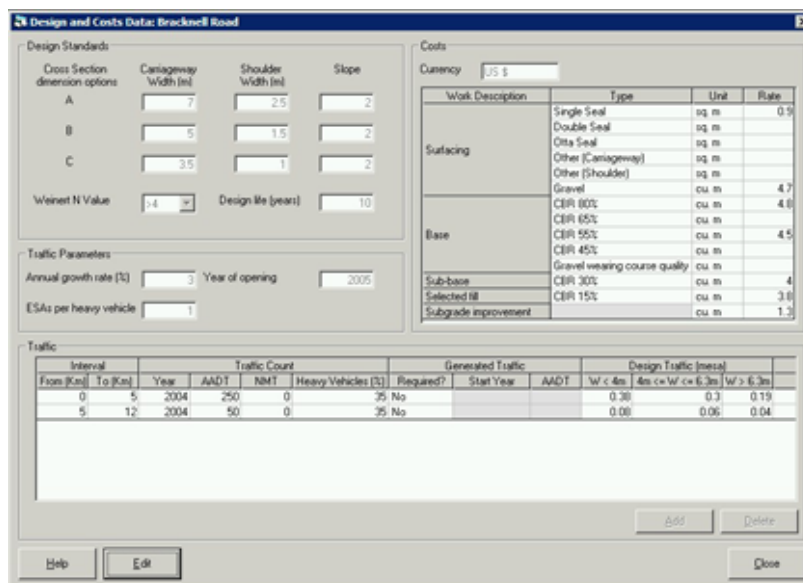 Design and Costs Data: Bracknell Road
Design Standards
Cross Section dimension options
Carriageway Width (m)
Shoulder Width (m)
Slope
A 7 2.5 2
B 5 1.5 2
C 3.5 1 2
Weinert N Value >4 Design life (years) 10
Traffic Parameters
Annual growth rate (%) 3 Year of opening 2005
ESAs per heavy vehicle 1
Costs
Currency US $
Work Description Type Unit Rate
Surfacing
Single Seal sq. m 0.9
Double Seal sq. m
Otta Seal sq. m
Other (Carriageway) sq. m
Other (Shoulder) sq. m
Gravel cu. m 4.7
Base
CBR 80% cu. m 4.8
CBR 65% cu. m
CBR 55% cu. m 4.5
CBR 45% cu. m
Gravel wearing course quality cu. m
Sub-base CBR 30% cu. m 4
Selected fill CBR 15% cu. m 3.8
Subgrade improvement cu. m 1.3
Traffic
Interval Traffic Count Generated Traffic Design Traffic (mesa)
From (Km) To (Km) Year AADT NMT Heavy Vehicles (%) Required? Start Year AADT W < 4m 4m <= W <= 6.3m W > 6.3m
0 5 2004 250 0 35 No 0.38 0.3 0.19
5 12 2004 50 0 35 No 0.08 0.06 0.04
Add Delete
Help Edit Close